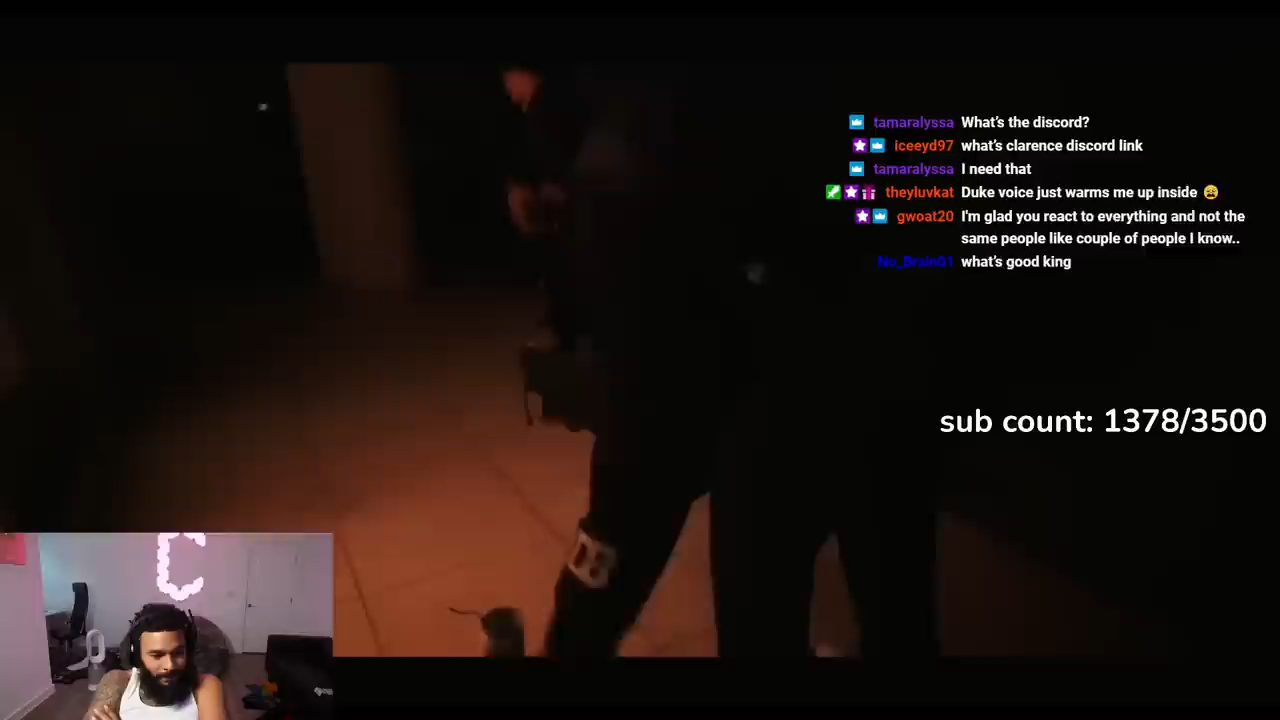 tamaralyssa What's the discord?
iceeyd97 what's clarence discord link
tamaralyssa I need that
theyluvkat Duke voice just warms me up inside 😩
gwoat20 I'm glad you react to everything and not the
same people like couple of people I know..
No_Brain01 what's good king
sub count: 1378/3500
C